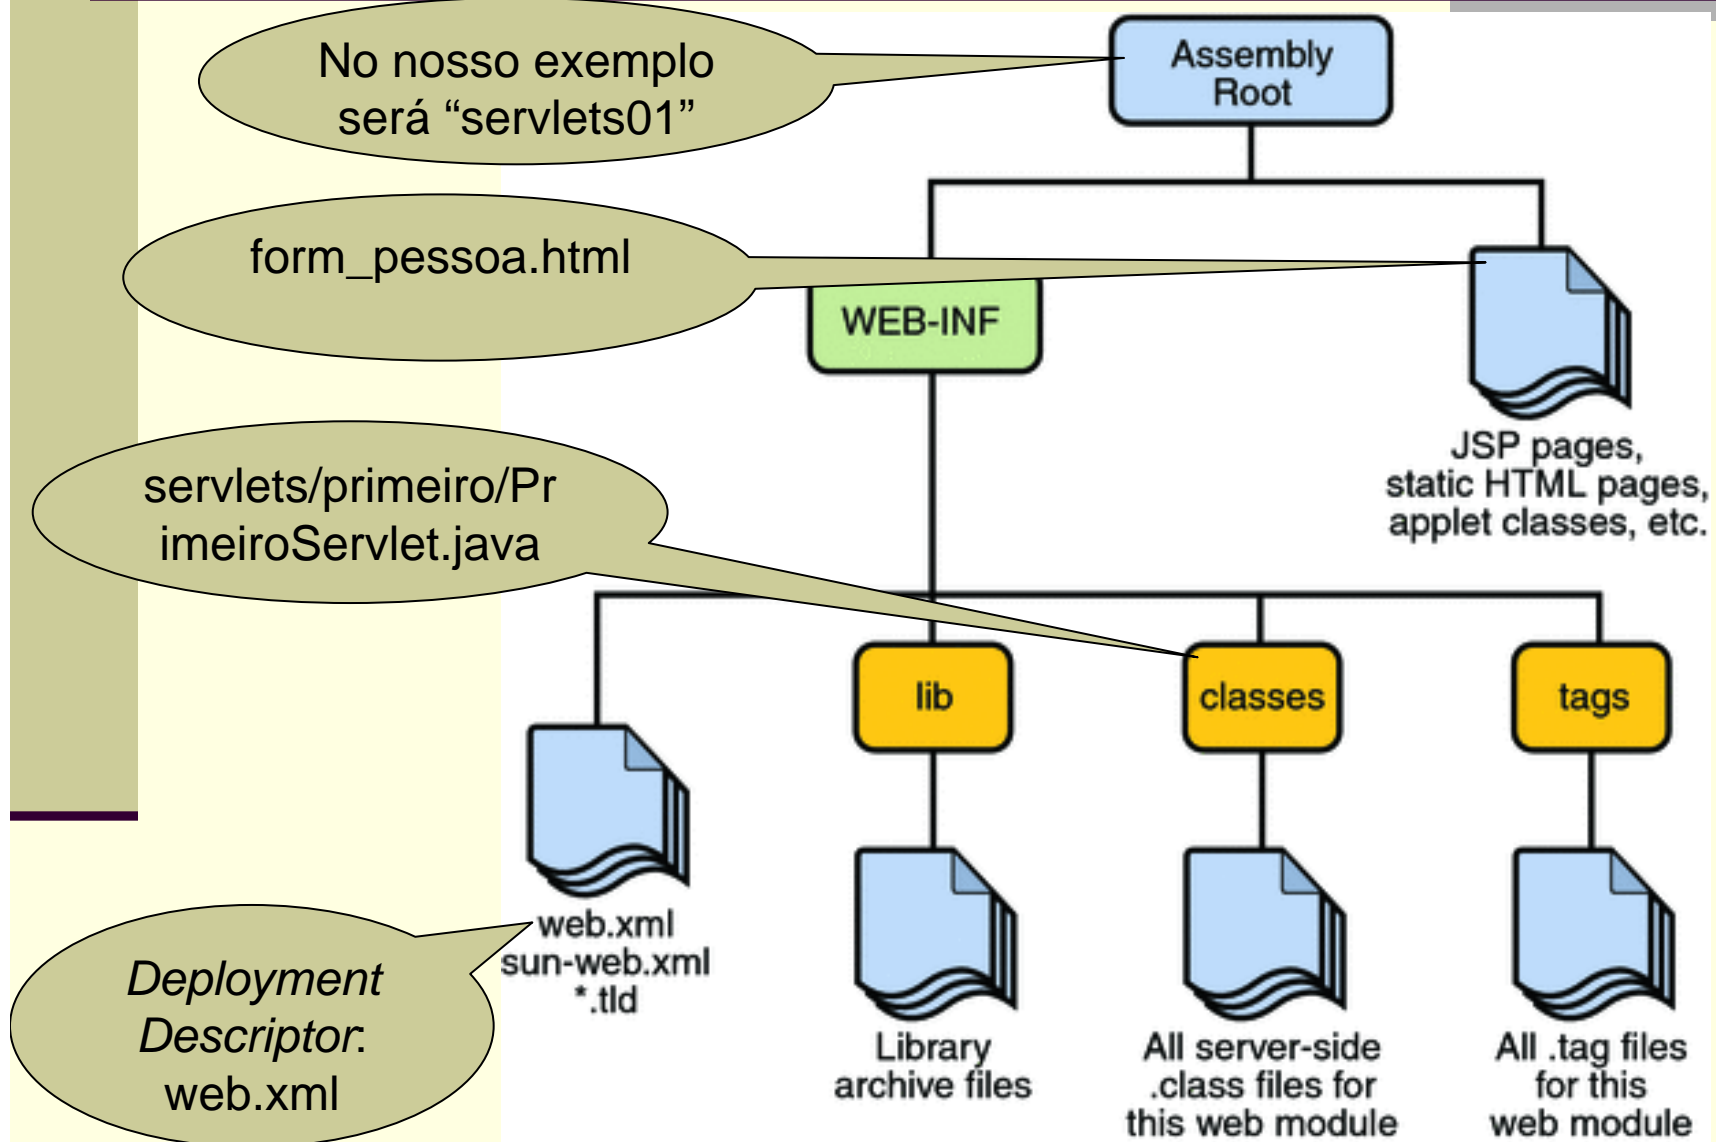 No nosso exemplo
será “servlets01”
Assembly
Root
form_pessoa.html
WEB-INF
JSP pages,
static HTML pages,
applet classes, etc.
servlets/primeiro/Pr
imeiroServlet.java
lib
classes
tags
web.xml
sun-web.xml
*.tld
Deployment
Descriptor:
web.xml
Library
archive files
All server-side
.class files for
this web module
All .tag files
for this
web module